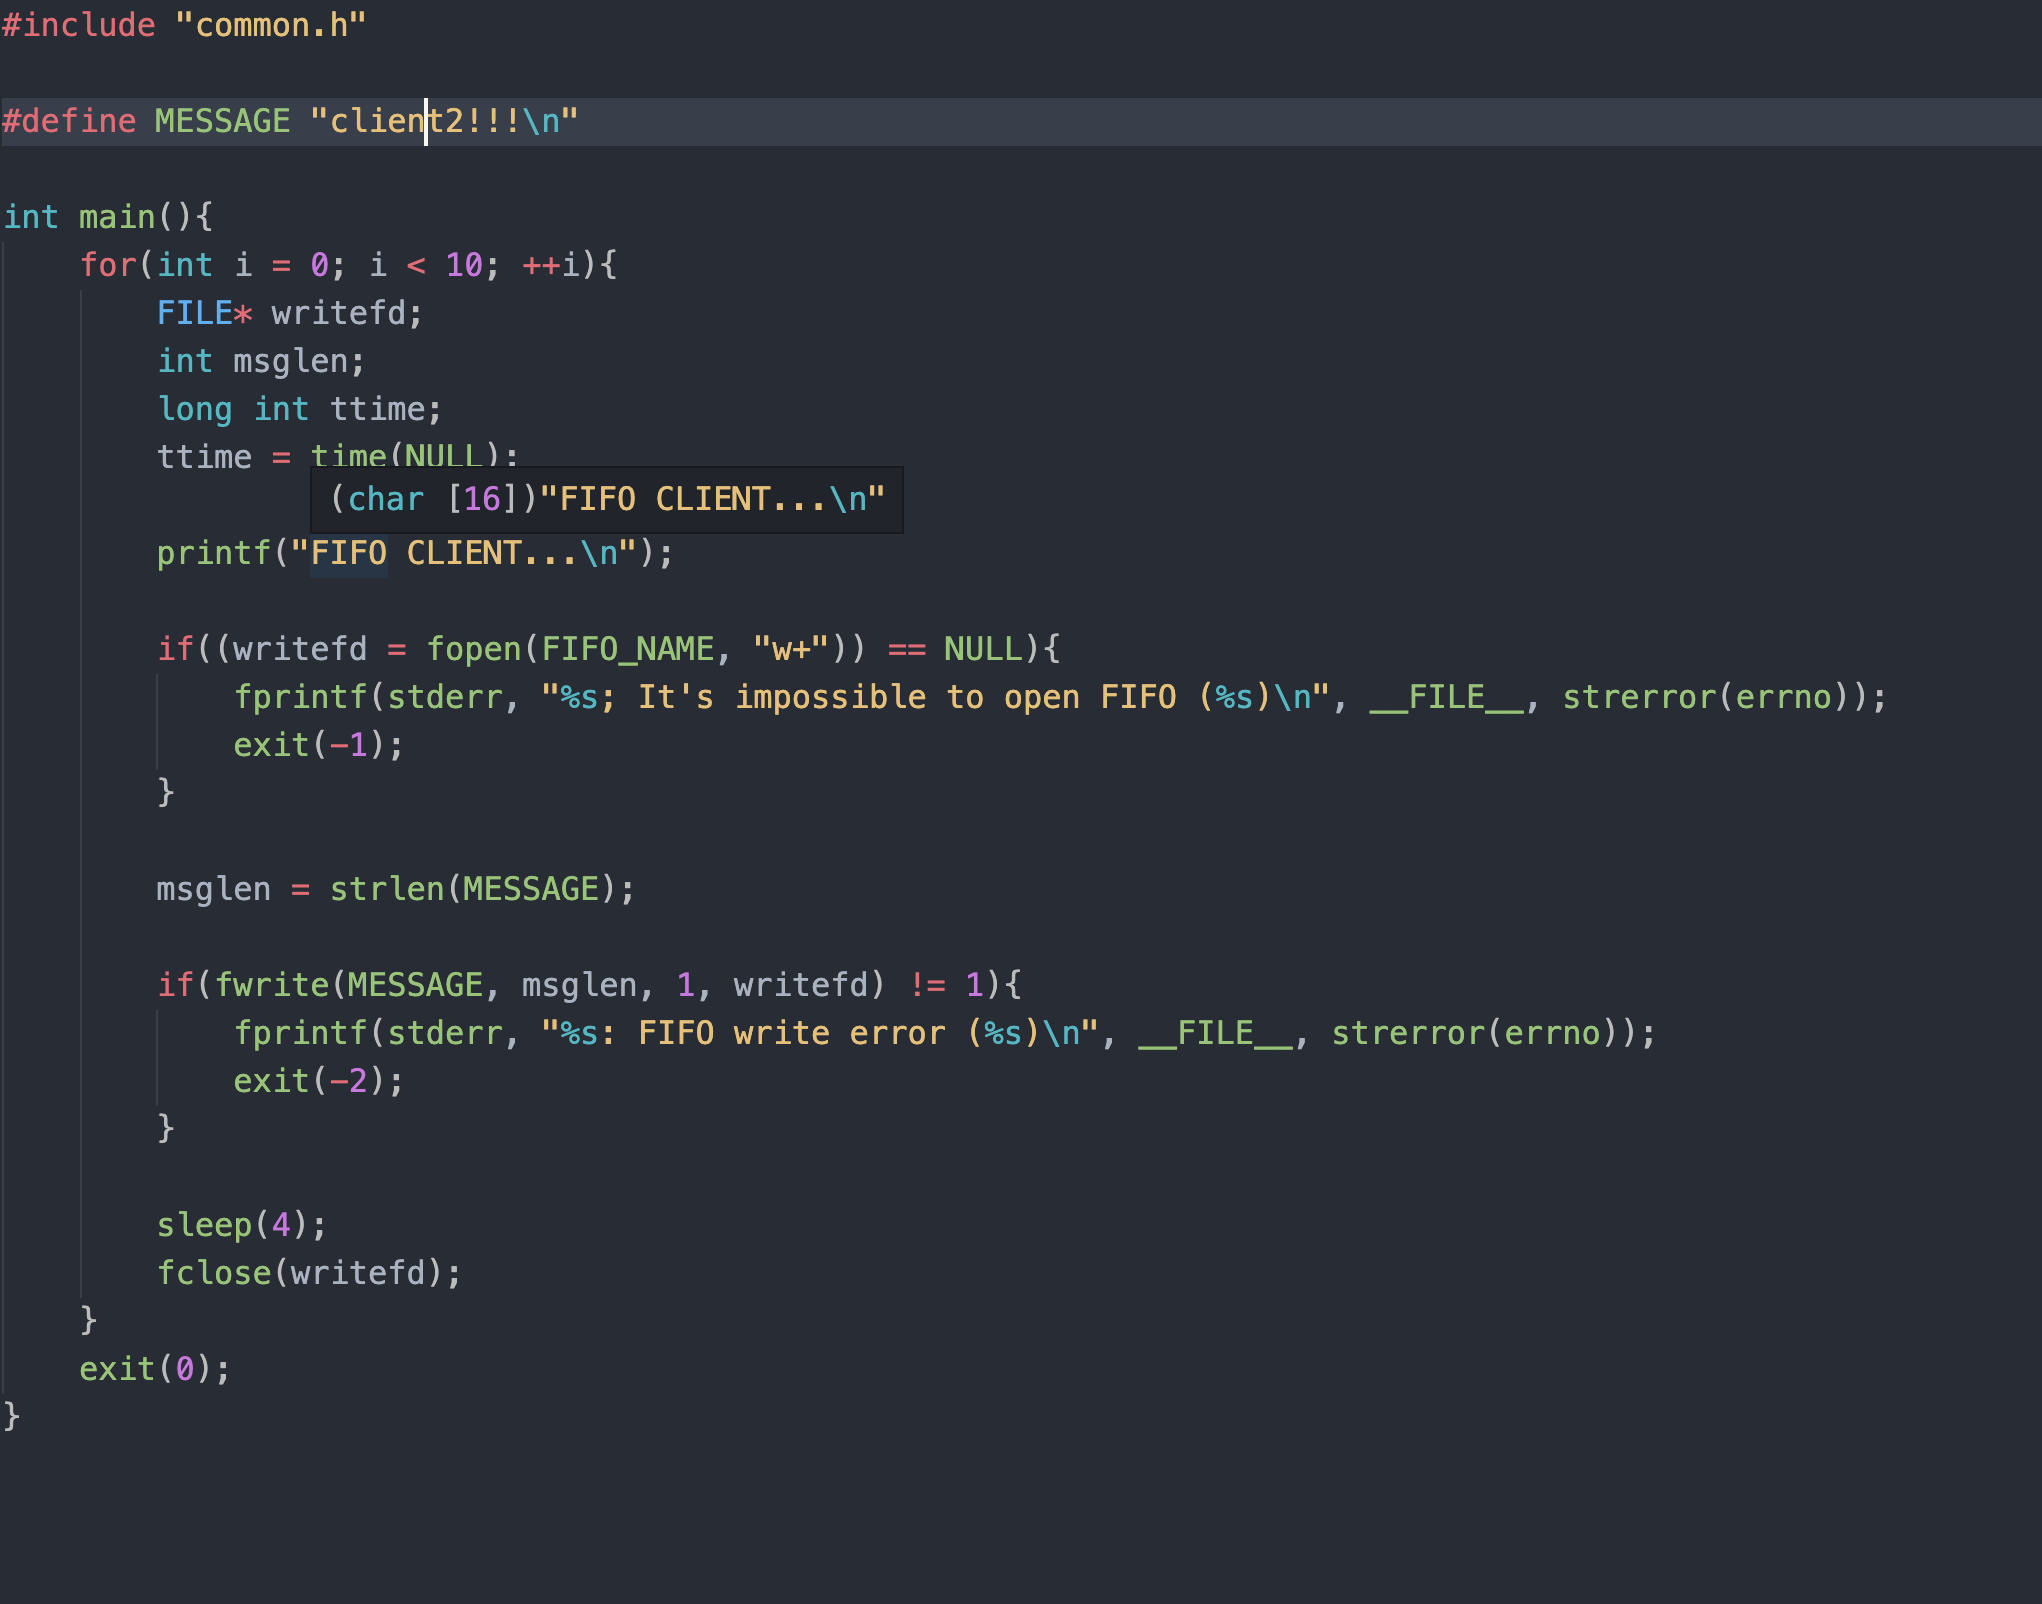 #include "common.h"
#define MESSAGE "client2!!!\n"
int main(){
for(int i = 0; i < 10; ++i){
FILE* writefd;
int msglen;
long int ttime;
ttime = time(NULL);
(char [16])"FIFO CLIENT...\n"
printf("FIFO CLIENT...\n");
if((writefd = fopen(FIFO_NAME, "w+")) == NULL){
fprintf(stderr, "%s; It's impossible to open FIFO (%s)\n", __FILE__, strerror(errno));
exit(-1);
}
msglen = strlen(MESSAGE);
if(fwrite(MESSAGE, msglen, 1, writefd) != 1){
fprintf(stderr, "%s: FIFO write error (%s)\n", __FILE__, strerror(errno));
exit(-2);
}
sleep(4);
fclose(writefd);
}
exit(0);
}